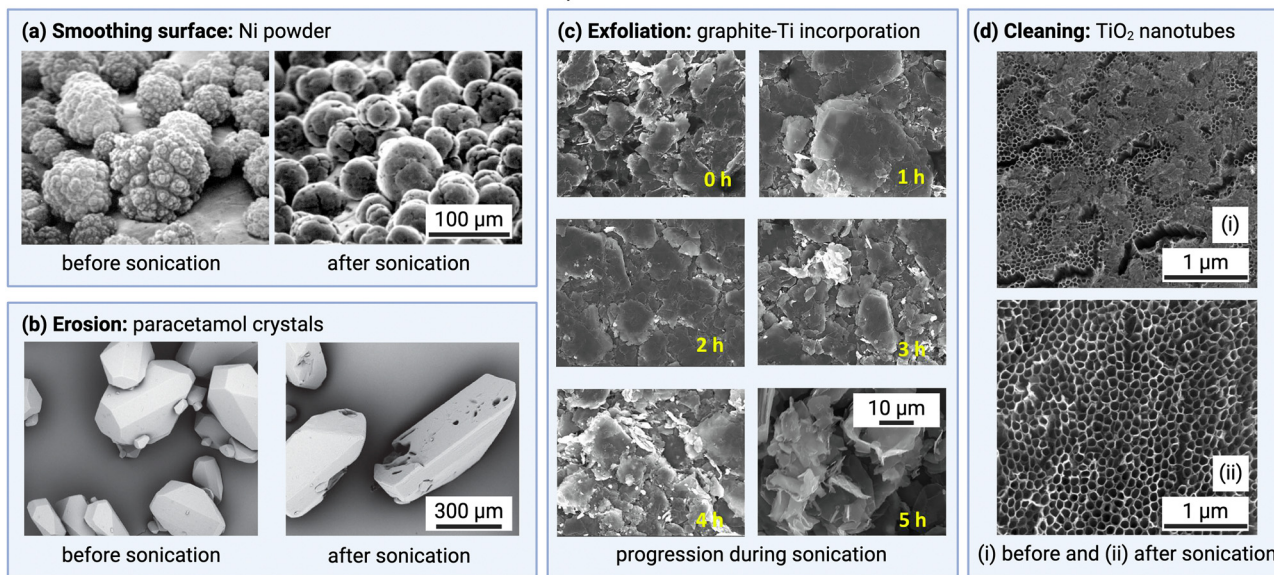 (a) Smoothing surface: Ni powder
100 µm
before sonication
after sonication
(b) Erosion: paracetamol crystals
300 µm
before sonication
after sonication
(c) Exfoliation: graphite-Ti incorporation
0 h
1 h
2 h
3 h
4 h
10 µm
5 h
progression during sonication
(d) Cleaning: TiO₂ nanotubes
(i)
1 µm
(ii)
1 µm
(i) before and (ii) after sonication